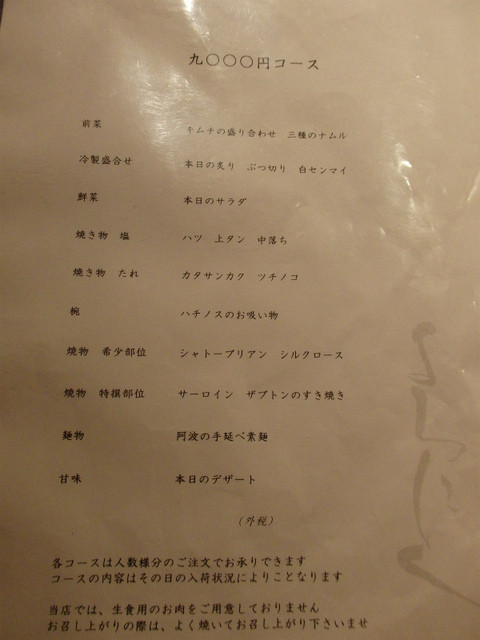 九〇〇〇円コース
前菜　キムチの盛り合わせ　三種のナムル
冷製盛合せ　本日の炙り　ぶつ切り　白センマイ
鮮菜　本日のサラダ
焼き物　塩　ハツ　上タン　中落ち
焼き物　たれ　カタサンカク　ツチノコ
椀　ハチノスのお吸い物
焼物　希少部位　シャトーブリアン　シルクロース
焼物　特撰部位　サーロイン　ザブトンのすき焼き
麺物　阿波の手延べ素麺
甘味　本日のデザート
（外税）
各コースは人数様分のご注文でお承りできます
コースの内容はその日の入荷状況によりことなります
当店では、生食用のお肉をご用意しておりません
お召し上がりの際は、よく焼いてお召し上がり下さいませ